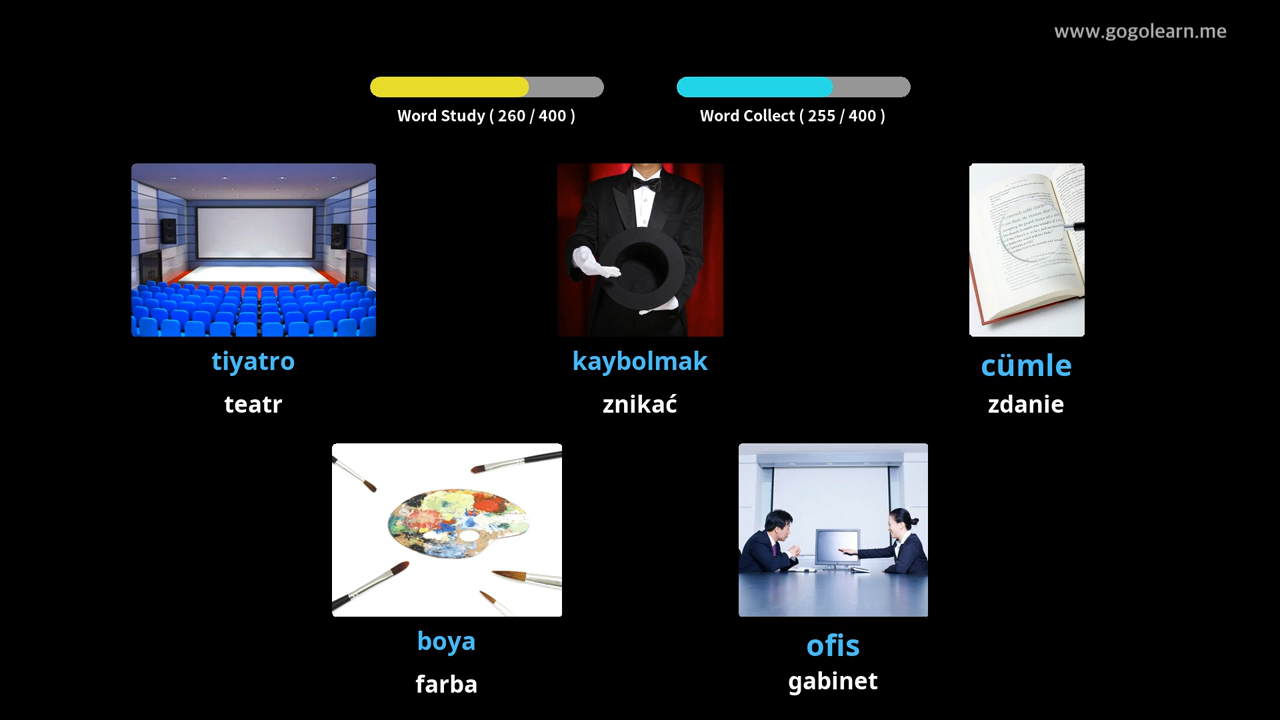 www.gogolearn.me
Word Study ( 260 / 400 )
Word Collect ( 255 / 400 )
tiyatro
teatr
kaybolmak
znikać
cümle
zdanie
boya
farba
ofis
gabinet